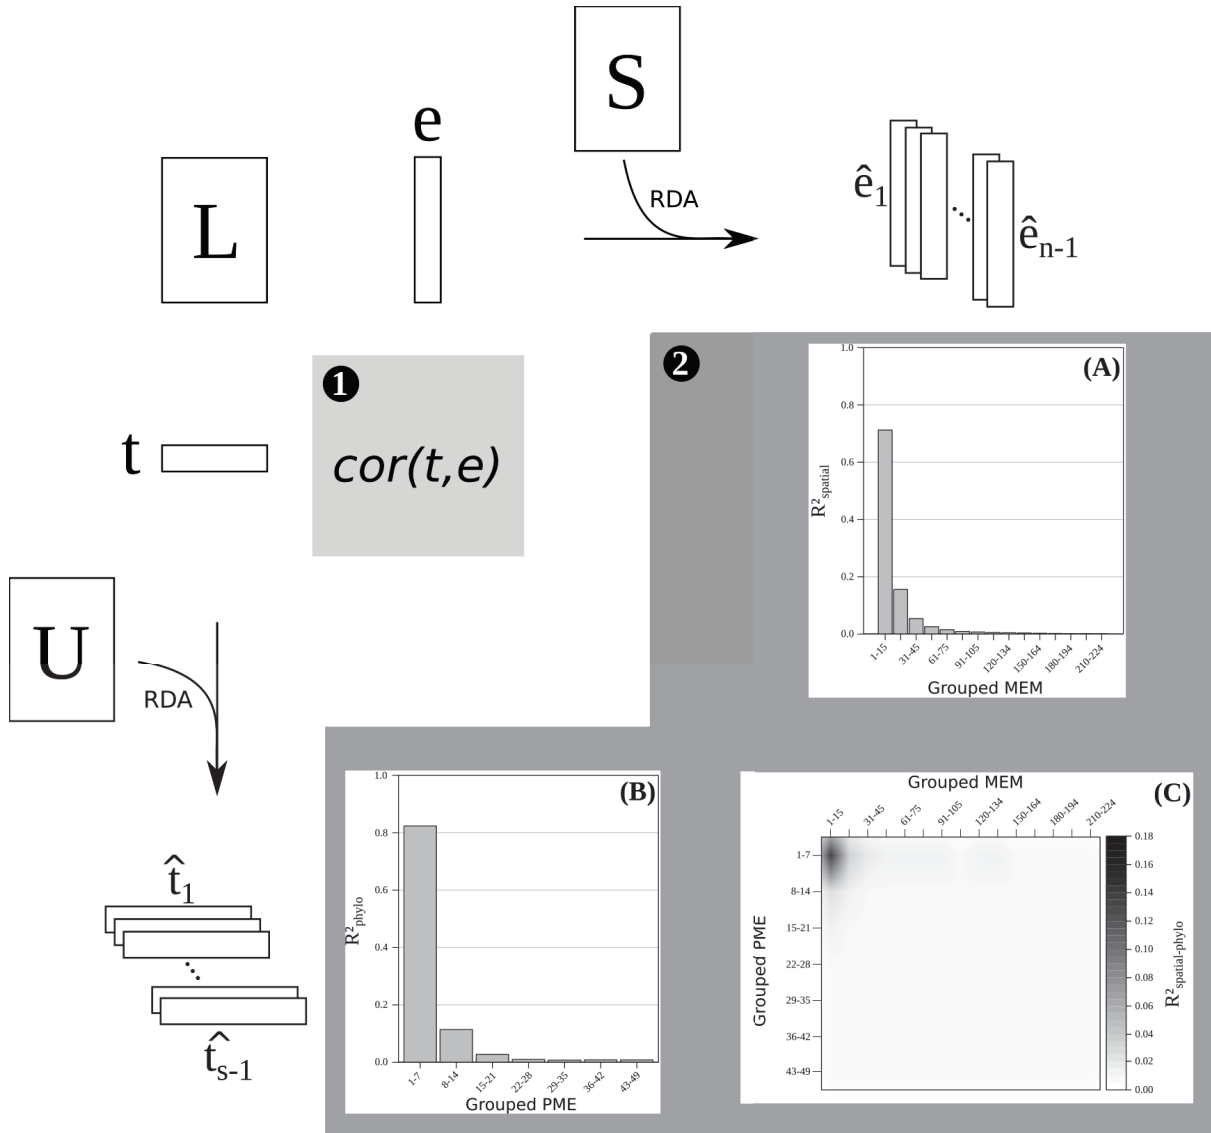 S
e
L
RDA
ê1
ên-1
1
cor(t,e)
t
2
(A)
1.0
0.8
0.6
0.4
0.2
0.0
R²spatial
1-15
31-45
61-75
91-105
120-134
150-164
180-194
210-224
Grouped MEM
U
RDA
t̂1
t̂s-1
(B)
1.0
0.8
0.6
0.4
0.2
0.0
R²phylo
1-7
8-14
15-21
22-28
29-35
36-42
43-49
Grouped PME
Grouped MEM
(C)
1-15
31-45
61-75
91-105
120-134
150-164
180-194
210-224
1-7
8-14
15-21
22-28
29-35
36-42
43-49
Grouped PME
0.18
0.16
0.14
0.12
0.10
0.08
0.06
0.04
0.02
0.00
R²spatial-phylo